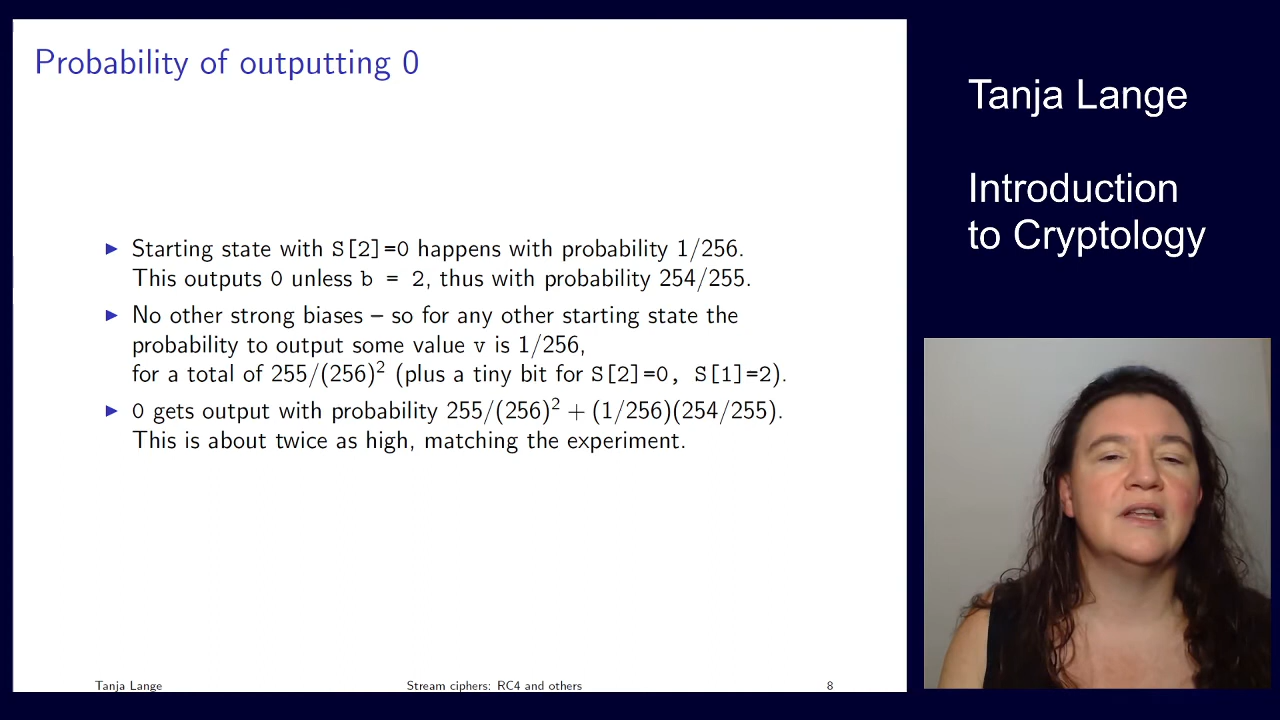 Probability of outputting 0
▶ Starting state with S[2]=0 happens with probability 1/256.
This outputs 0 unless b = 2, thus with probability 254/255.
▶ No other strong biases – so for any other starting state the
probability to output some value v is 1/256,
for a total of 255/(256)² (plus a tiny bit for S[2]=0, S[1]=2).
▶ 0 gets output with probability 255/(256)² + (1/256)(254/255).
This is about twice as high, matching the experiment.
Tanja Lange
Stream ciphers: RC4 and others
8
Tanja Lange
Introduction
to Cryptology